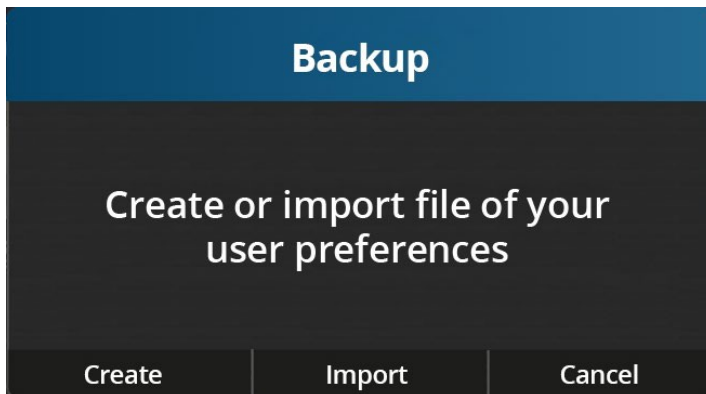 Backup
Create or import file of your
user preferences
Create Import Cancel